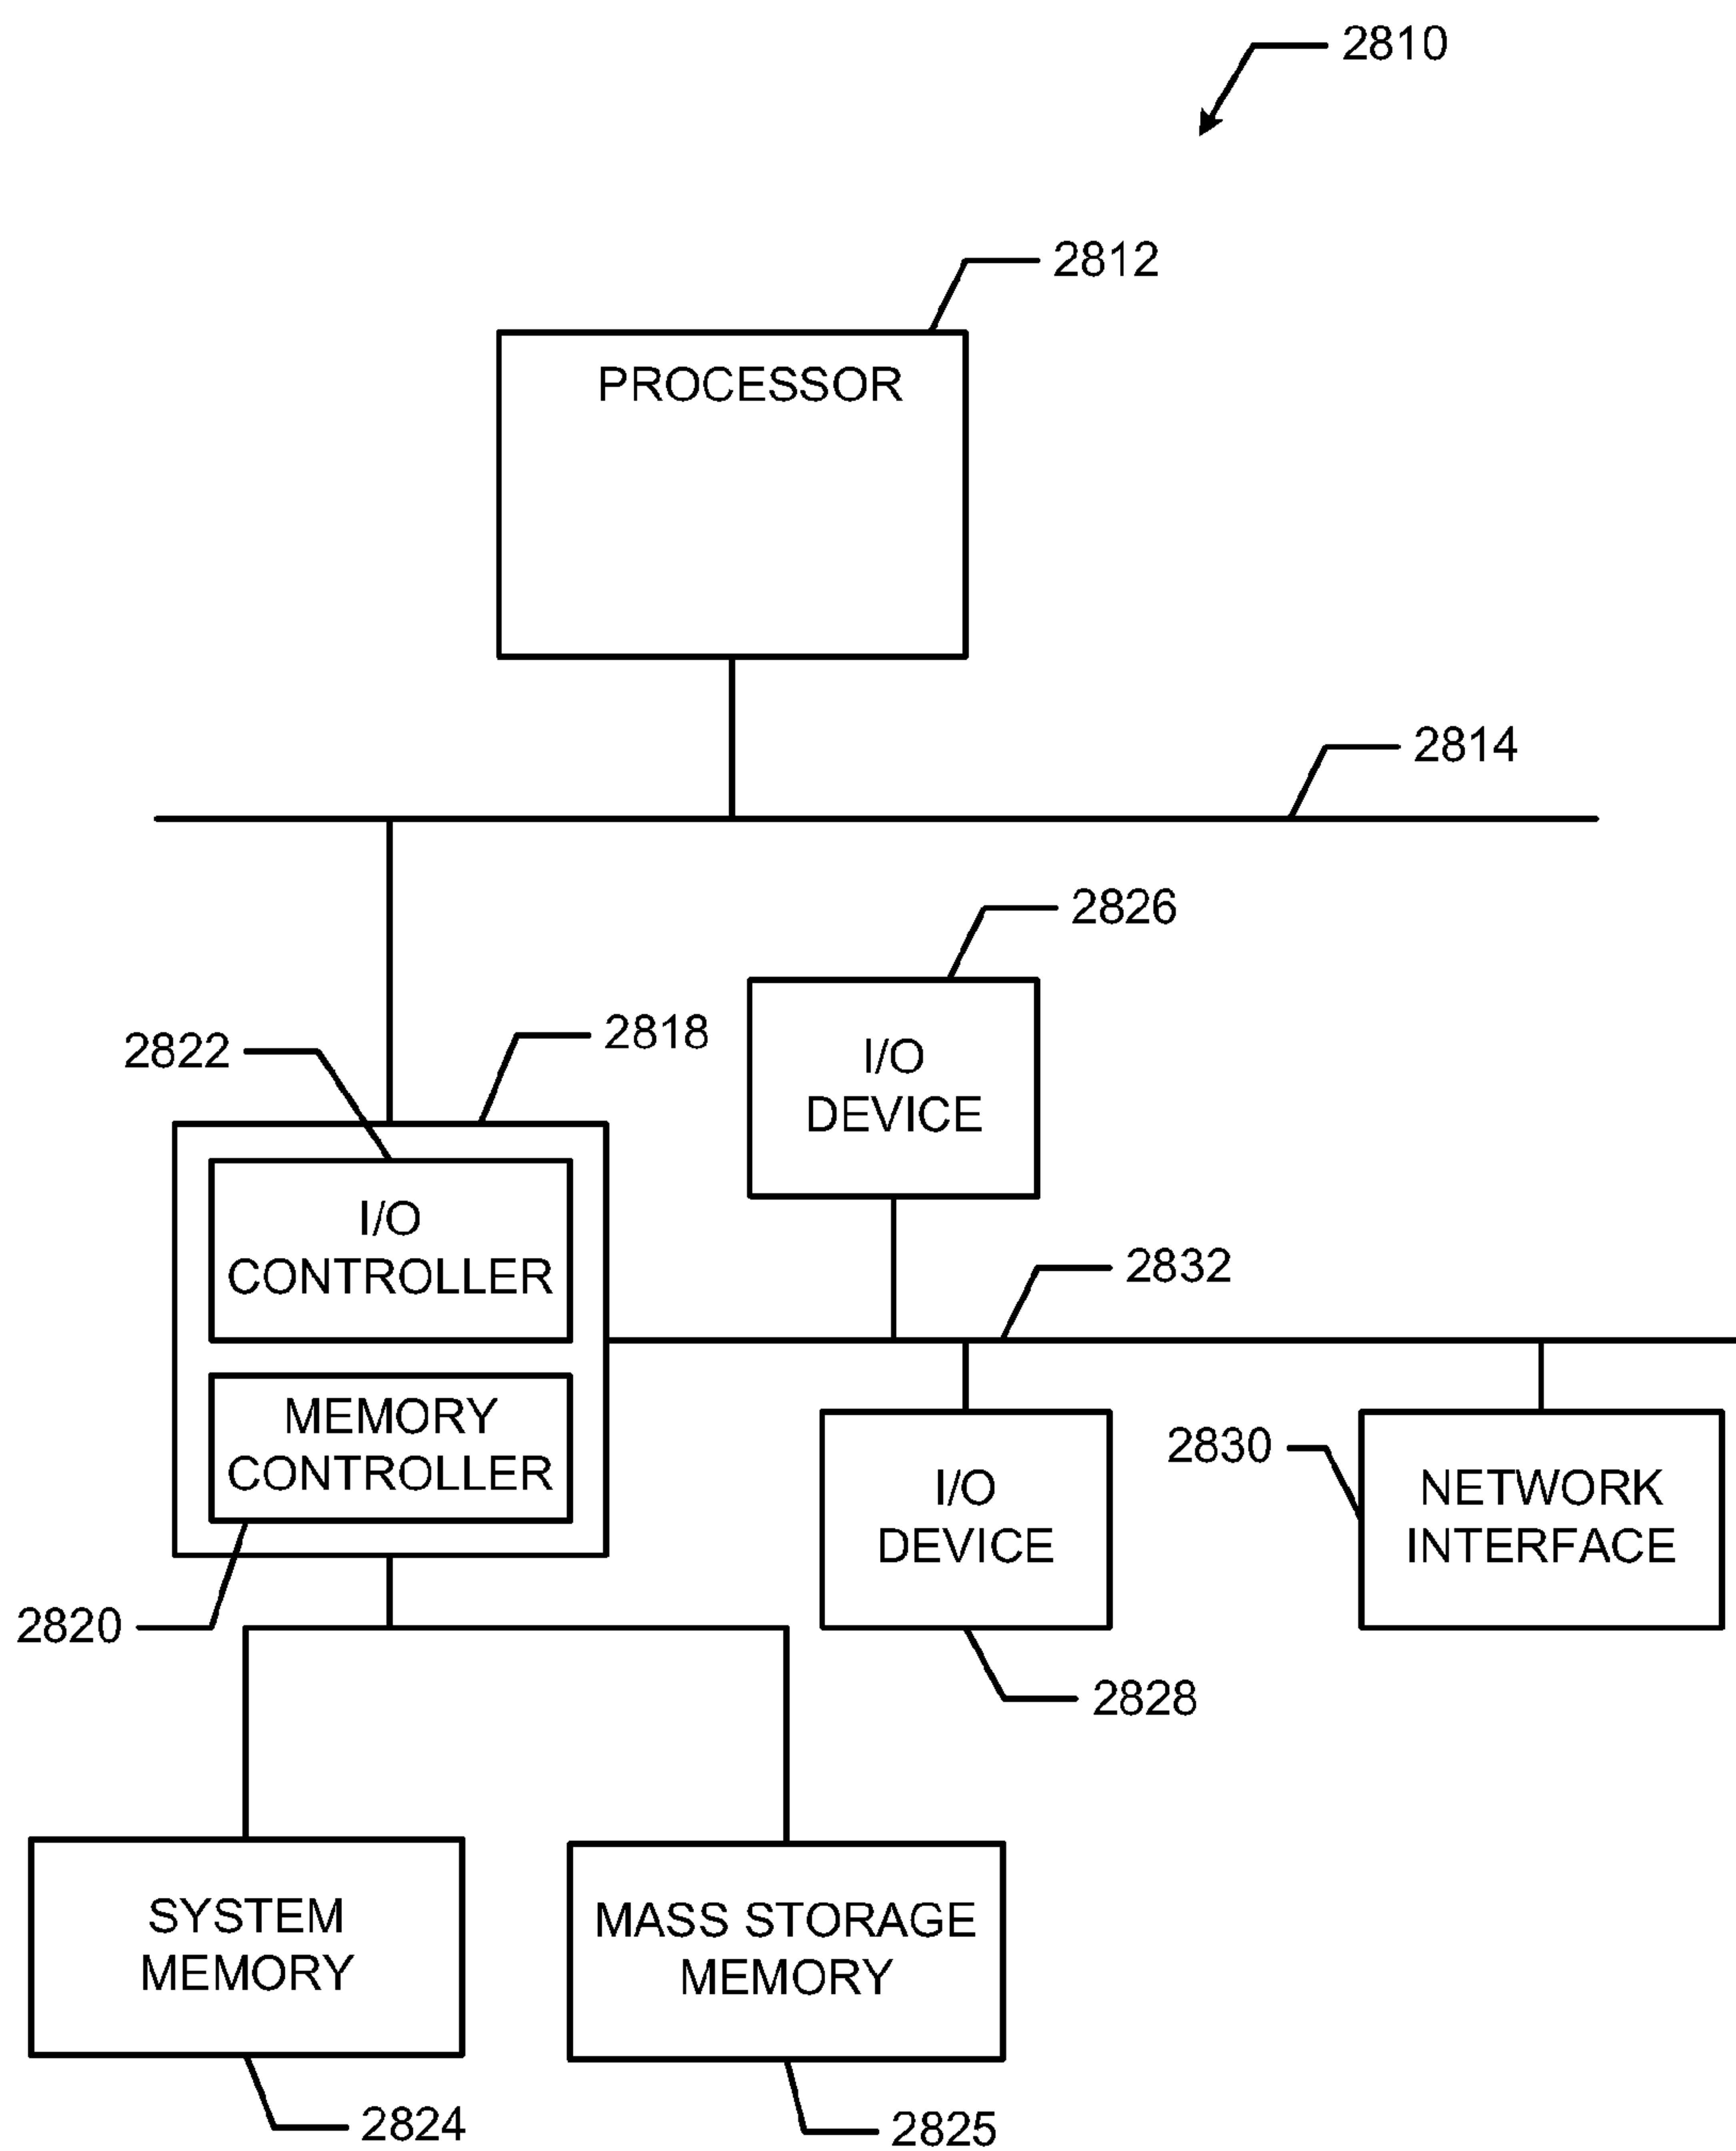 2810
2812
PROCESSOR
2814
2826
2818
2822
I/O
DEVICE
I/O
CONTROLLER
2832
MEMORY
CONTROLLER
2830
I/O
DEVICE
NETWORK
INTERFACE
2820
2828
SYSTEM
MEMORY
MASS STORAGE
MEMORY
2824
2825